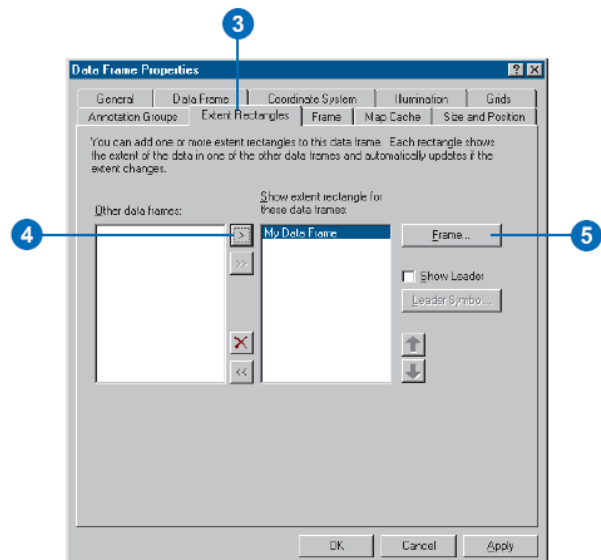 3
Data Frame Properties
General Data Frame Coordinate System Illumination Grids
Annotation Groups Extent Rectangles Frame Map Cache Size and Position
You can add one or more extent rectangles to this data frame. Each rectangle shows
the extent of the data in one of the other data frames and automatically updates if the
extent changes.
Other data frames:
Show extent rectangle for
these data frames:
4
>
My Data Frame
Frame...
5
>>
Show Leader
Leader Symbol...
<<
OK Cancel Apply